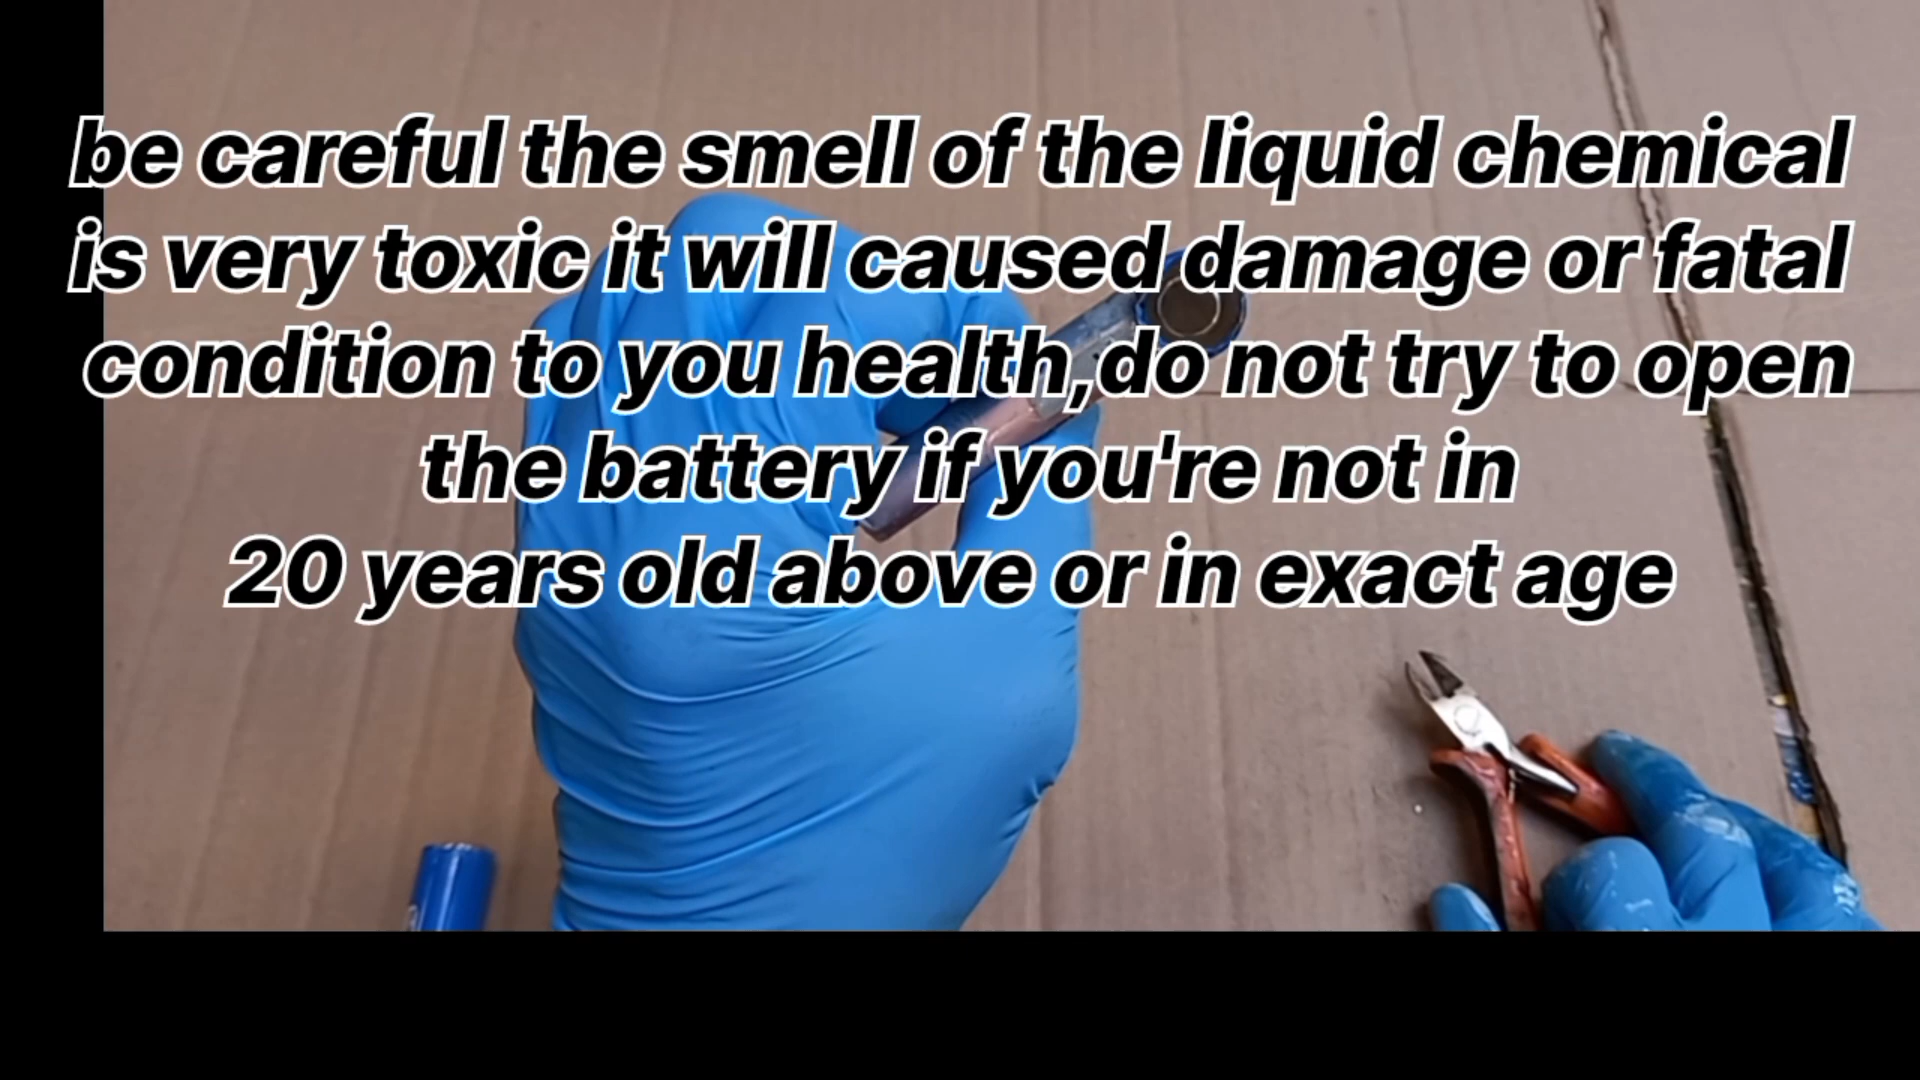 be careful the smell of the liquid chemical
is very toxic it will caused damage or fatal
condition to you health,do not try to open
the battery if you're not in
20 years old above or in exact age